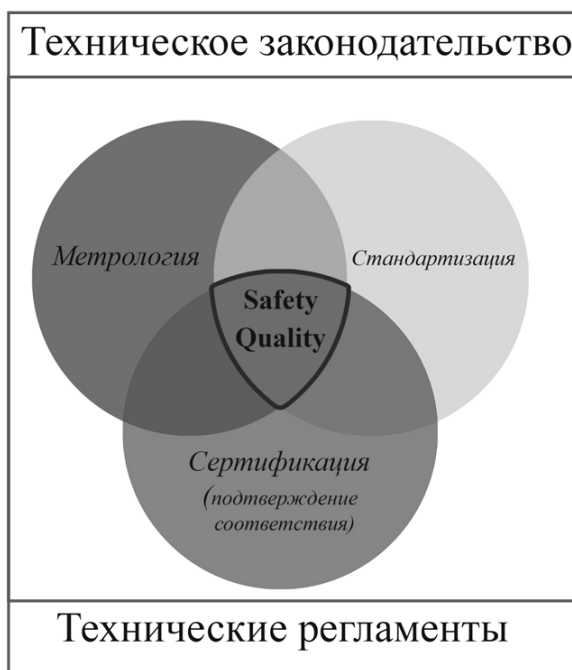 Техническое законодательство
Метрология
Стандартизация
Safety
Quality
Сертификация
(подтверждение
соответствия)
Технические регламенты